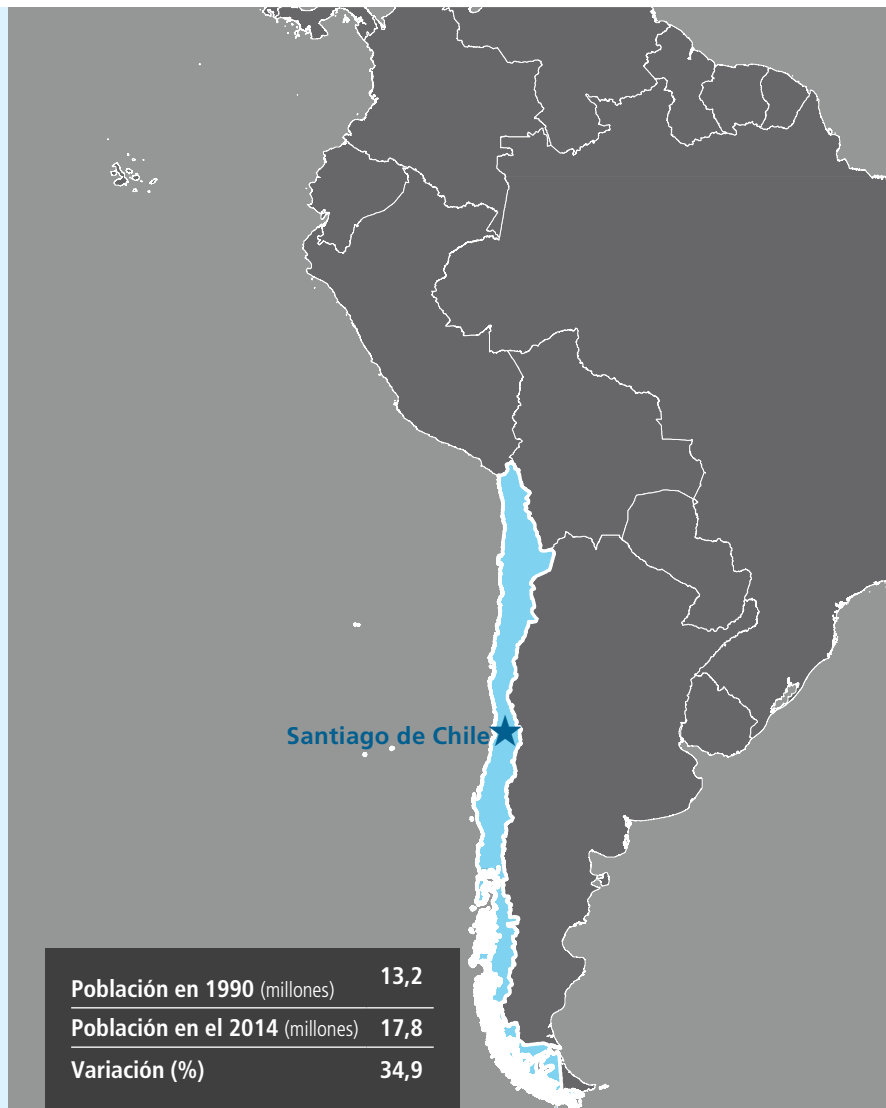 Santiago de Chile
Población en 1990 (millones) 13,2
Población en el 2014 (millones) 17,8
Variación (%) 34,9